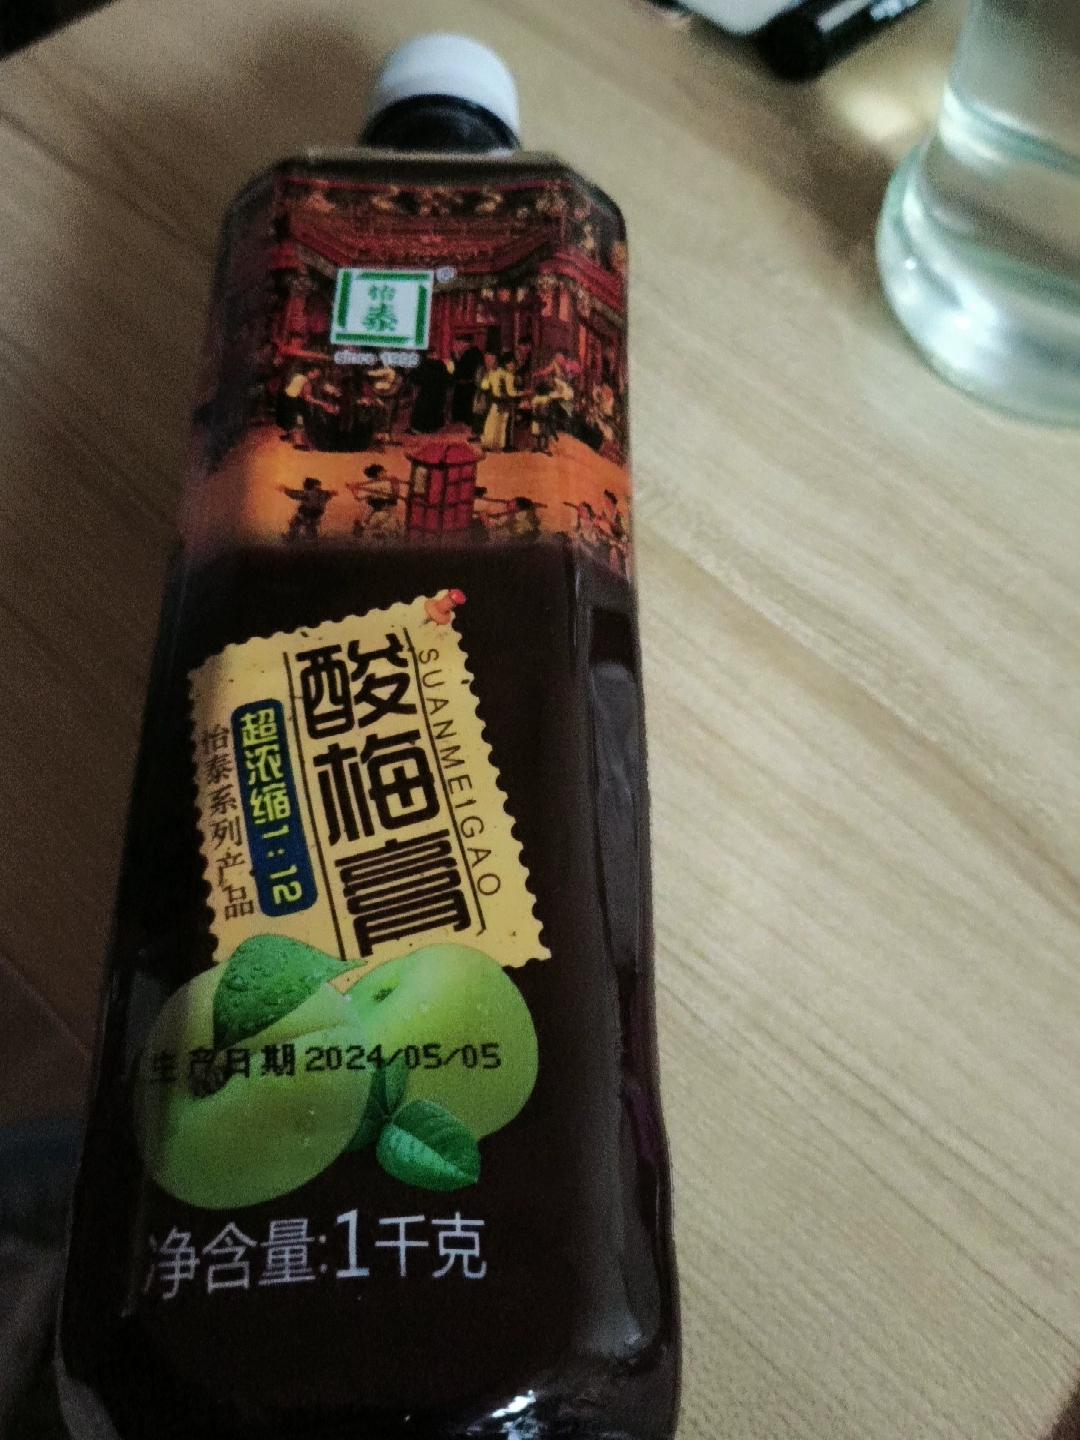 怡泰
®
酸梅膏
SUANMEIGAO
超浓缩1:12
怡泰系列产品
生产日期2024/05/05
净含量:1千克